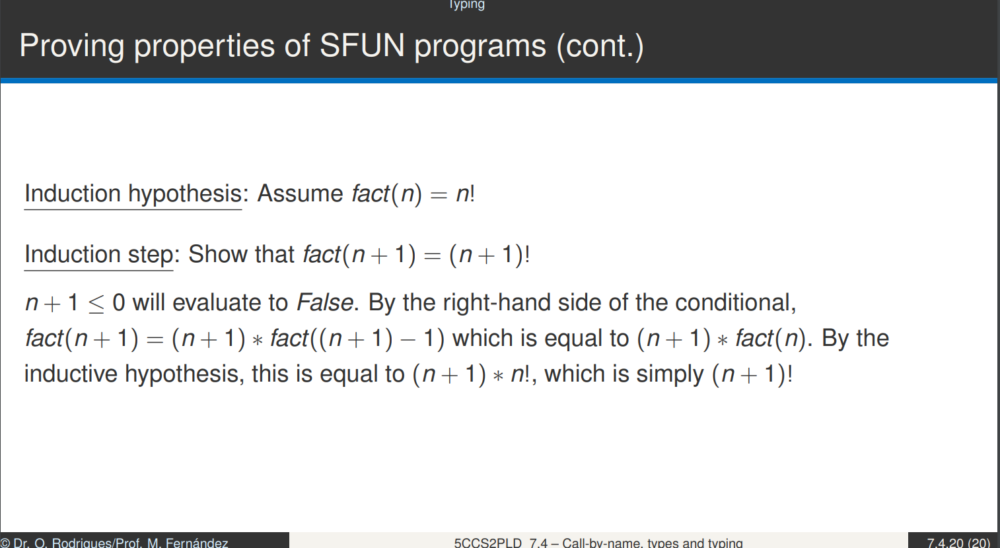 Typing
Proving properties of SFUN programs (cont.)
Induction hypothesis: Assume fact(n) = n!
Induction step: Show that fact(n + 1) = (n + 1)!
n + 1 ≤ 0 will evaluate to False. By the right-hand side of the conditional,
fact(n + 1) = (n + 1) ∗ fact((n + 1) − 1) which is equal to (n + 1) ∗ fact(n). By the
inductive hypothesis, this is equal to (n + 1) ∗ n!, which is simply (n + 1)!
© Dr. O. Rodrigues/Prof. M. Fernández 5CCS2PLD 7.4 – Call-by-name, types and typing 7.4.20 (20)